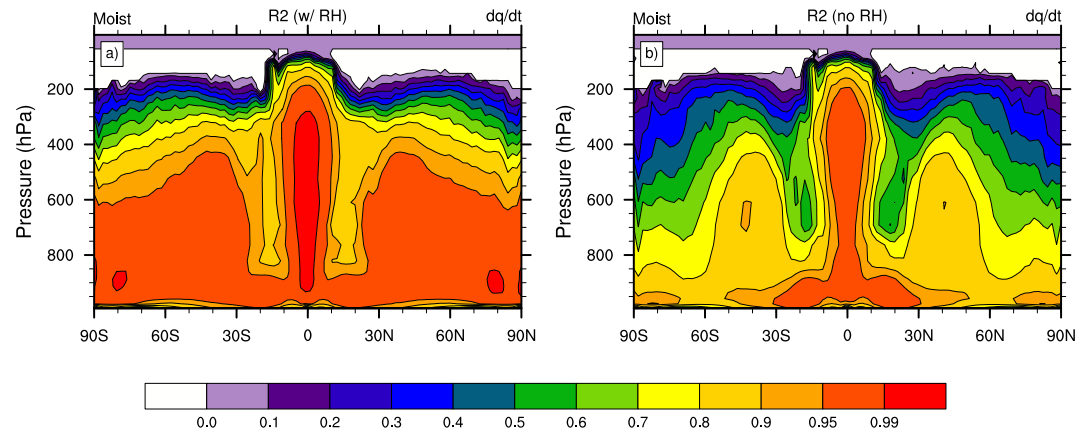 Moist R2 (w/ RH) dq/dt
Moist R2 (no RH) dq/dt
a)
b)
Pressure (hPa)
200
400
600
800
90S 60S 30S 0 30N 60N 90N
Pressure (hPa)
200
400
600
800
90S 60S 30S 0 30N 60N 90N
0.0 0.1 0.2 0.3 0.4 0.5 0.6 0.7 0.8 0.9 0.95 0.99